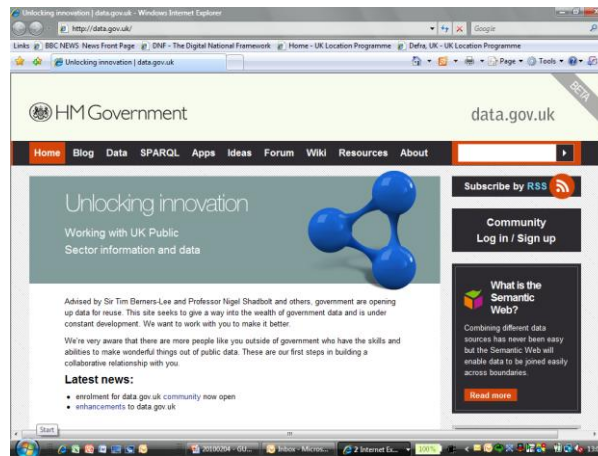 Unlocking innovation | data.gov.uk - Windows Internet Explorer
http://data.gov.uk/
Google
Links BBC NEWS News Front Page DNF - The Digital National Framework Home - UK Location Programme Defra, UK - UK Location Programme
Unlocking innovation | data.gov.uk
Page Tools
BETA
HM Government
data.gov.uk
Home Blog Data SPARQL Apps Ideas Forum Wiki Resources About
Unlocking innovation
Working with UK Public
Sector information and data
Subscribe by RSS
Community
Log in / Sign up
What is the
Semantic
Web?
Combining different data
sources has never been easy
but the Semantic Web will
enable data to be joined easily
across boundaries.
Read more
Advised by Sir Tim Berners-Lee and Professor Nigel Shadbolt and others, government are opening
up data for reuse. This site seeks to give a way into the wealth of government data and is under
constant development. We want to work with you to make it better.
We're very aware that there are more people like you outside of government who have the skills and
abilities to make wonderful things out of public data. These are our first steps in building a
collaborative relationship with you.
Latest news:
enrolment for data.gov.uk community now open
enhancements to data.gov.uk
Start
20100204 - GU...
Inbox - Micros...
2 Internet Ex...
100%